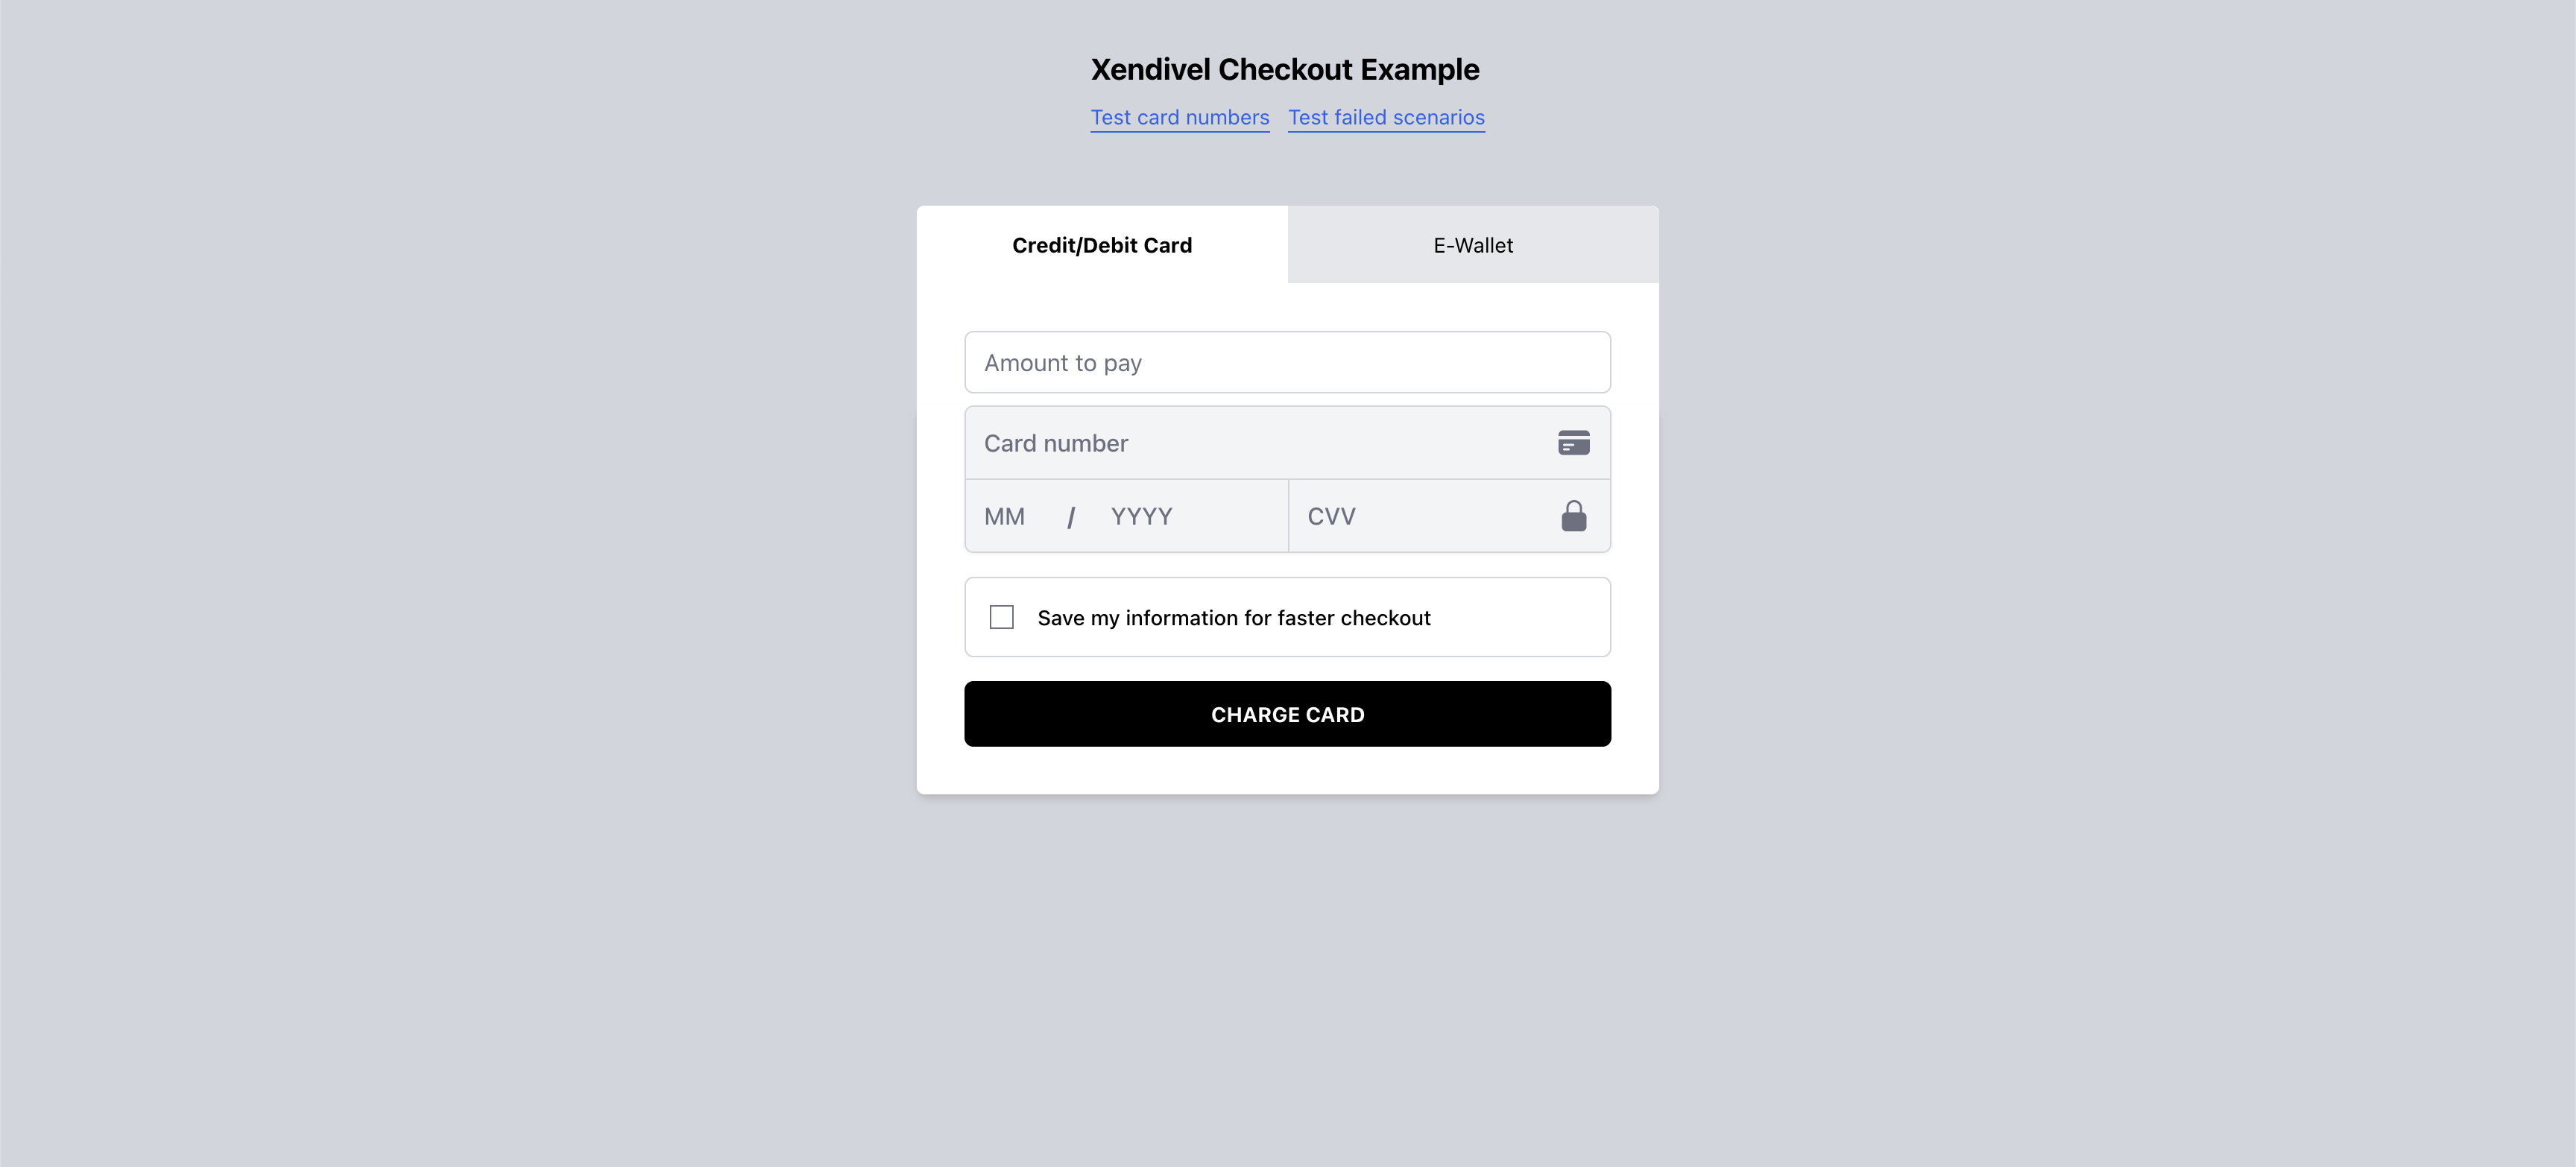 Xendivel Checkout Example
Test card numbers Test failed scenarios
Credit/Debit Card E-Wallet
Amount to pay
Card number
MM / YYYY CVV
Save my information for faster checkout
CHARGE CARD